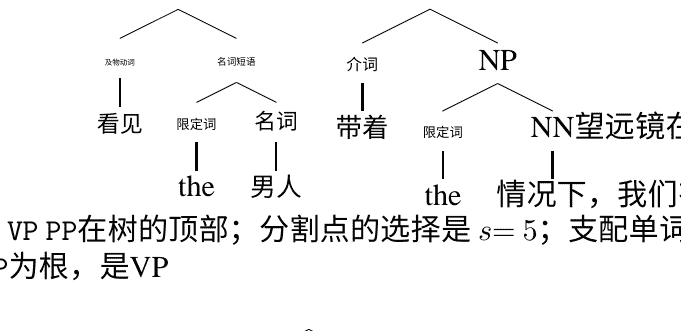 及物动词 名词短语 介词 NP
看见 限定词 名词 带着 限定词 NN望远镜在
the 男人 the 情况下，我们
VP PP在树的顶部；分割点的选择是 s= 5；支配单词
P为根，是VP